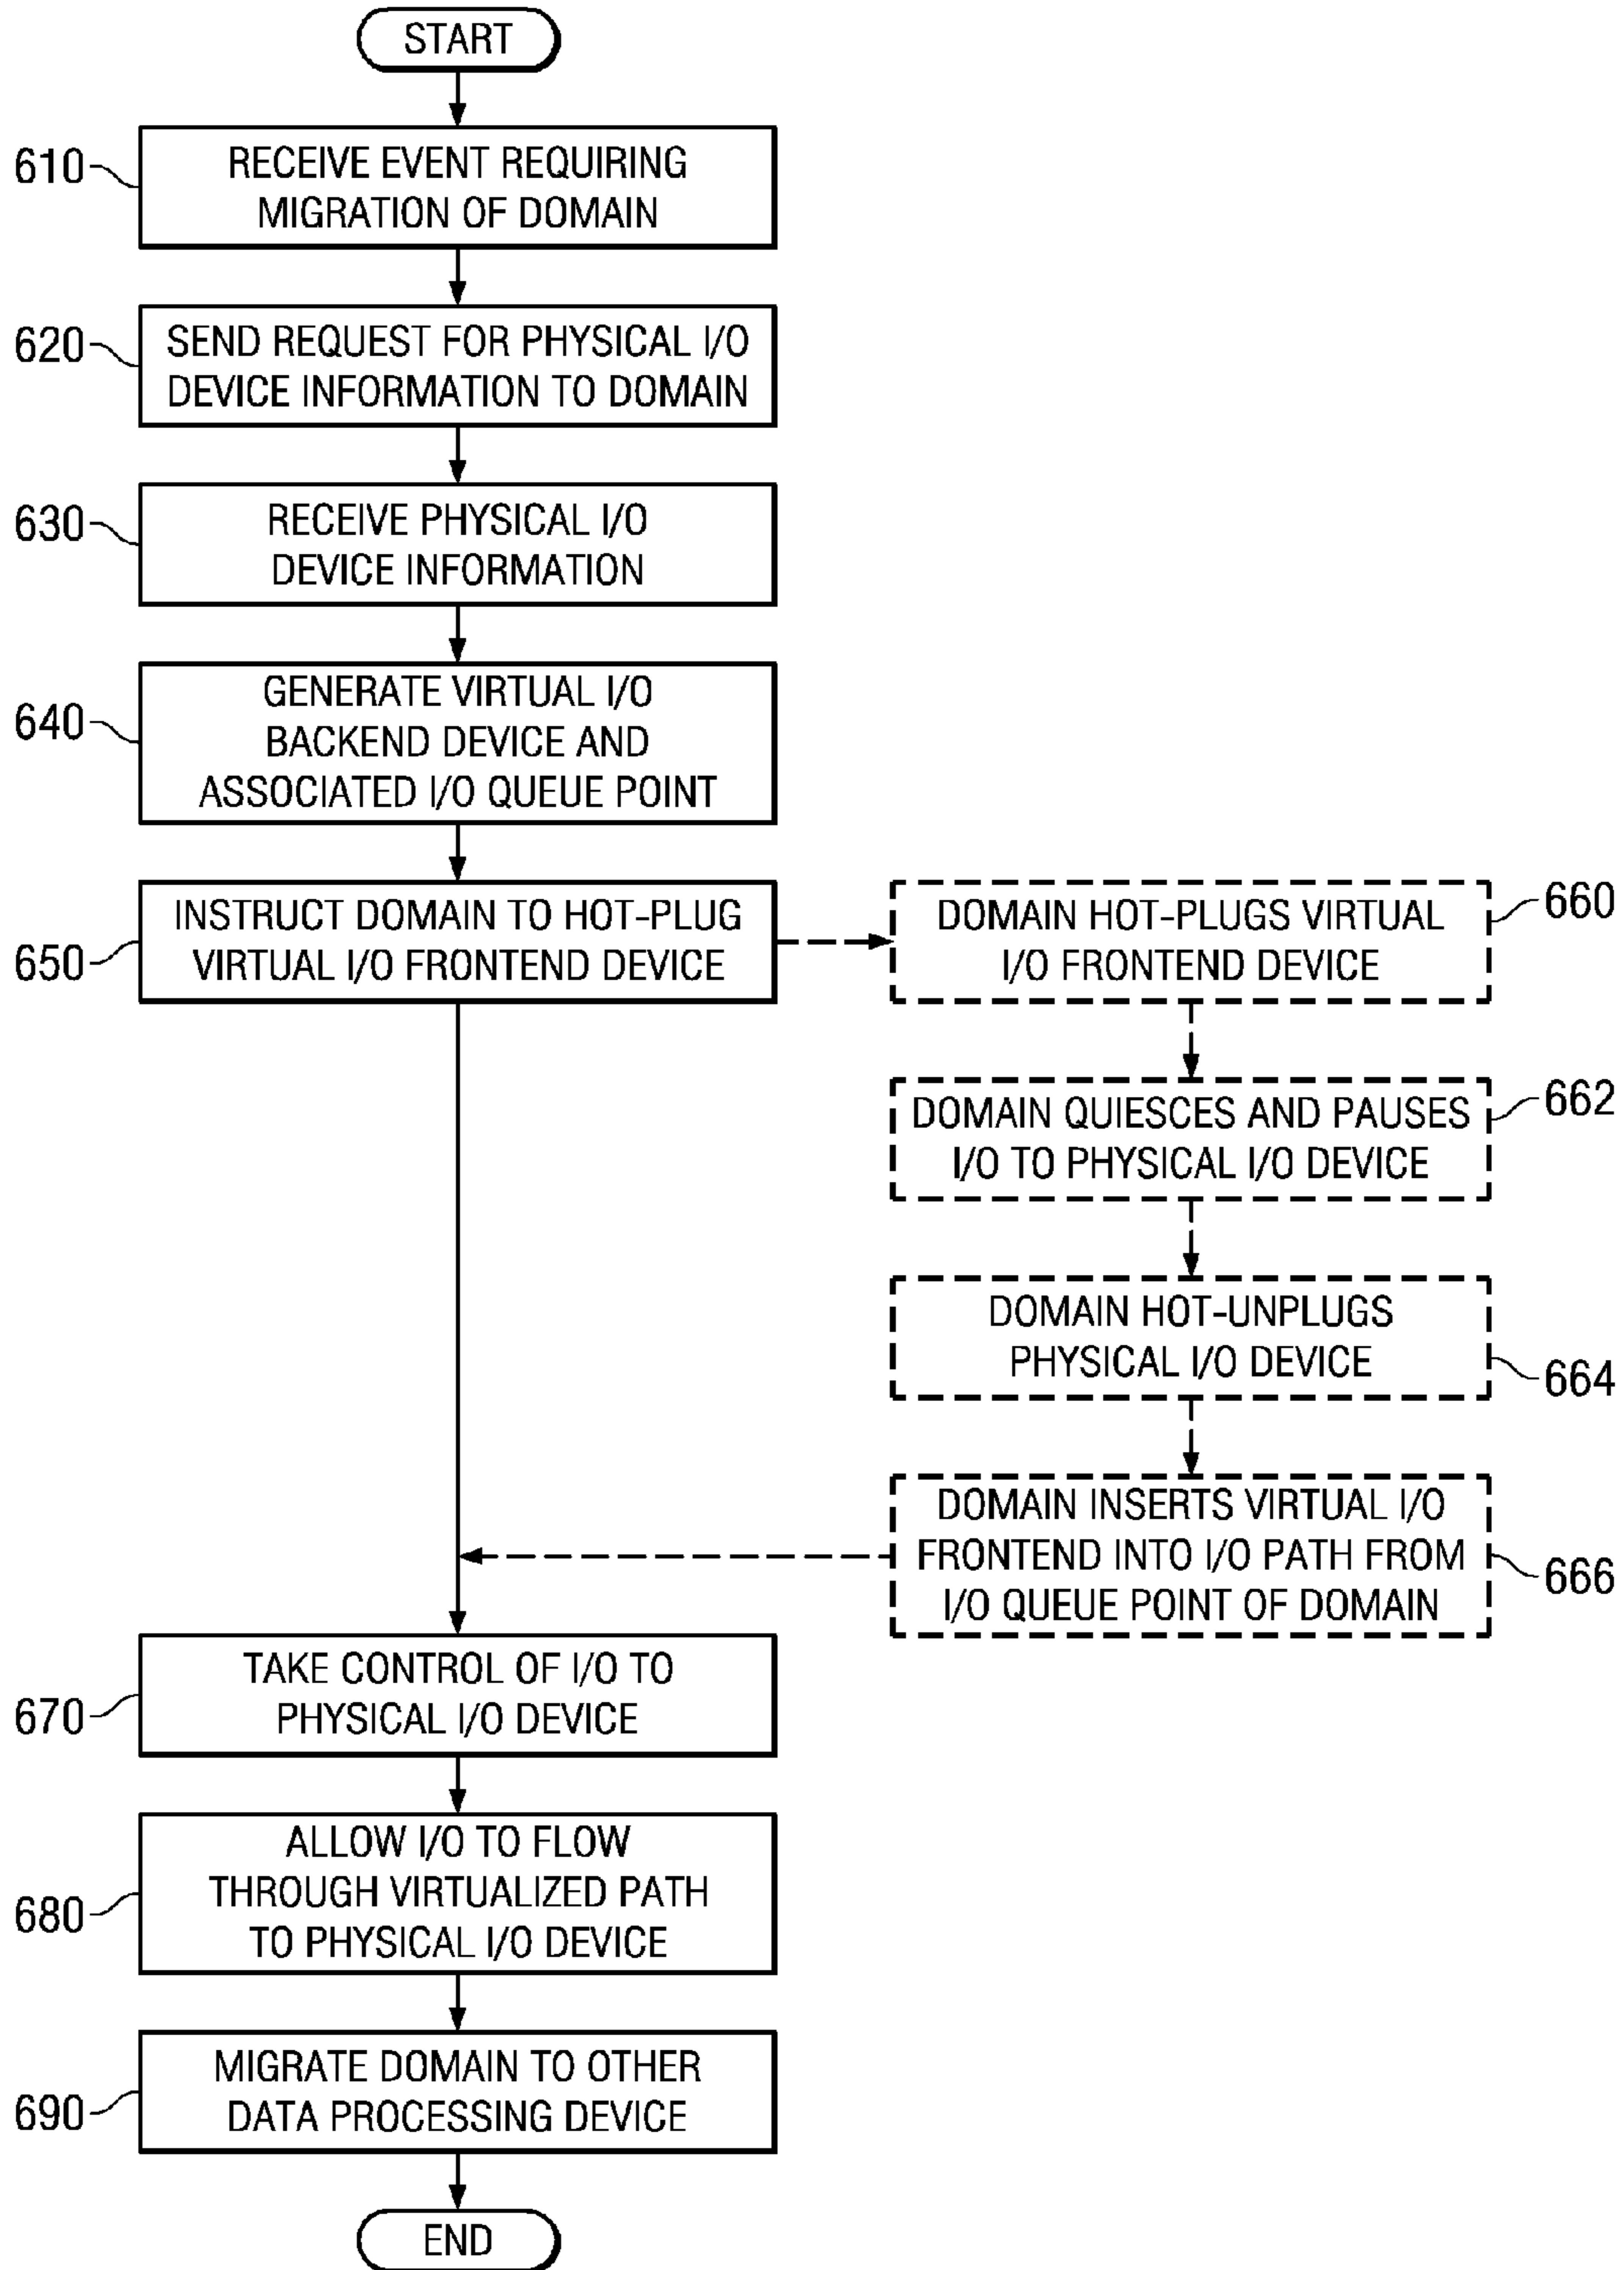 START
610
RECEIVE EVENT REQUIRING
MIGRATION OF DOMAIN
620
SEND REQUEST FOR PHYSICAL I/O
DEVICE INFORMATION TO DOMAIN
630
RECEIVE PHYSICAL I/O
DEVICE INFORMATION
640
GENERATE VIRTUAL I/O
BACKEND DEVICE AND
ASSOCIATED I/O QUEUE POINT
650
INSTRUCT DOMAIN TO HOT-PLUG
VIRTUAL I/O FRONTEND DEVICE
DOMAIN HOT-PLUGS VIRTUAL
I/O FRONTEND DEVICE
660
DOMAIN QUIESCES AND PAUSES
I/O TO PHYSICAL I/O DEVICE
662
DOMAIN HOT-UNPLUGS
PHYSICAL I/O DEVICE
664
DOMAIN INSERTS VIRTUAL I/O
FRONTEND INTO I/O PATH FROM
I/O QUEUE POINT OF DOMAIN
666
670
TAKE CONTROL OF I/O TO
PHYSICAL I/O DEVICE
680
ALLOW I/O TO FLOW
THROUGH VIRTUALIZED PATH
TO PHYSICAL I/O DEVICE
690
MIGRATE DOMAIN TO OTHER
DATA PROCESSING DEVICE
END